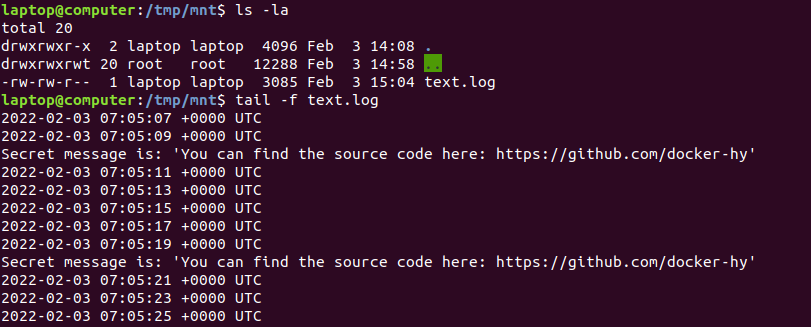 laptop@computer:/tmp/mnt$ ls -la
total 20
drwxrwxr-x  2 laptop laptop  4096 Feb  3 14:08 .
drwxrwxrwt 20 root   root   12288 Feb  3 14:58 ..
-rw-rw-r--  1 laptop laptop  3085 Feb  3 15:04 text.log
laptop@computer:/tmp/mnt$ tail -f text.log
2022-02-03 07:05:07 +0000 UTC
2022-02-03 07:05:09 +0000 UTC
Secret message is: 'You can find the source code here: https://github.com/docker-hy'
2022-02-03 07:05:11 +0000 UTC
2022-02-03 07:05:13 +0000 UTC
2022-02-03 07:05:15 +0000 UTC
2022-02-03 07:05:17 +0000 UTC
2022-02-03 07:05:19 +0000 UTC
Secret message is: 'You can find the source code here: https://github.com/docker-hy'
2022-02-03 07:05:21 +0000 UTC
2022-02-03 07:05:23 +0000 UTC
2022-02-03 07:05:25 +0000 UTC